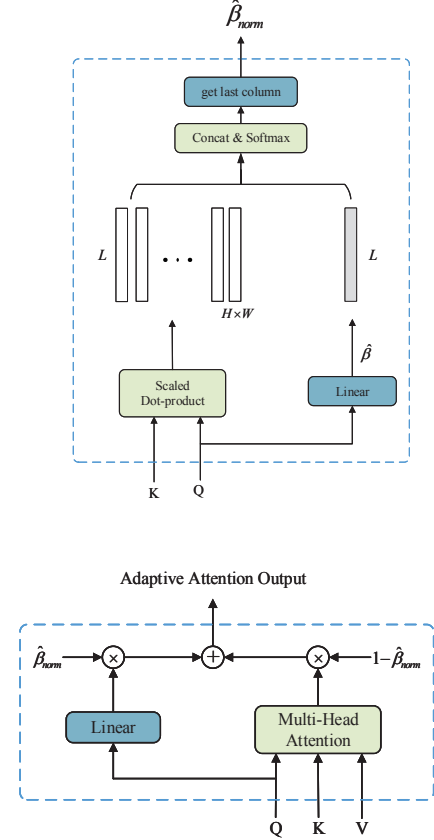 β̂norm
get last column
Concat & Softmax
L
...
L
H×W
β̂
Scaled
Dot-product
Linear
K
Q
Adaptive Attention Output
β̂norm
×
+
×
1−β̂norm
Linear
Multi-Head
Attention
Q
K
V